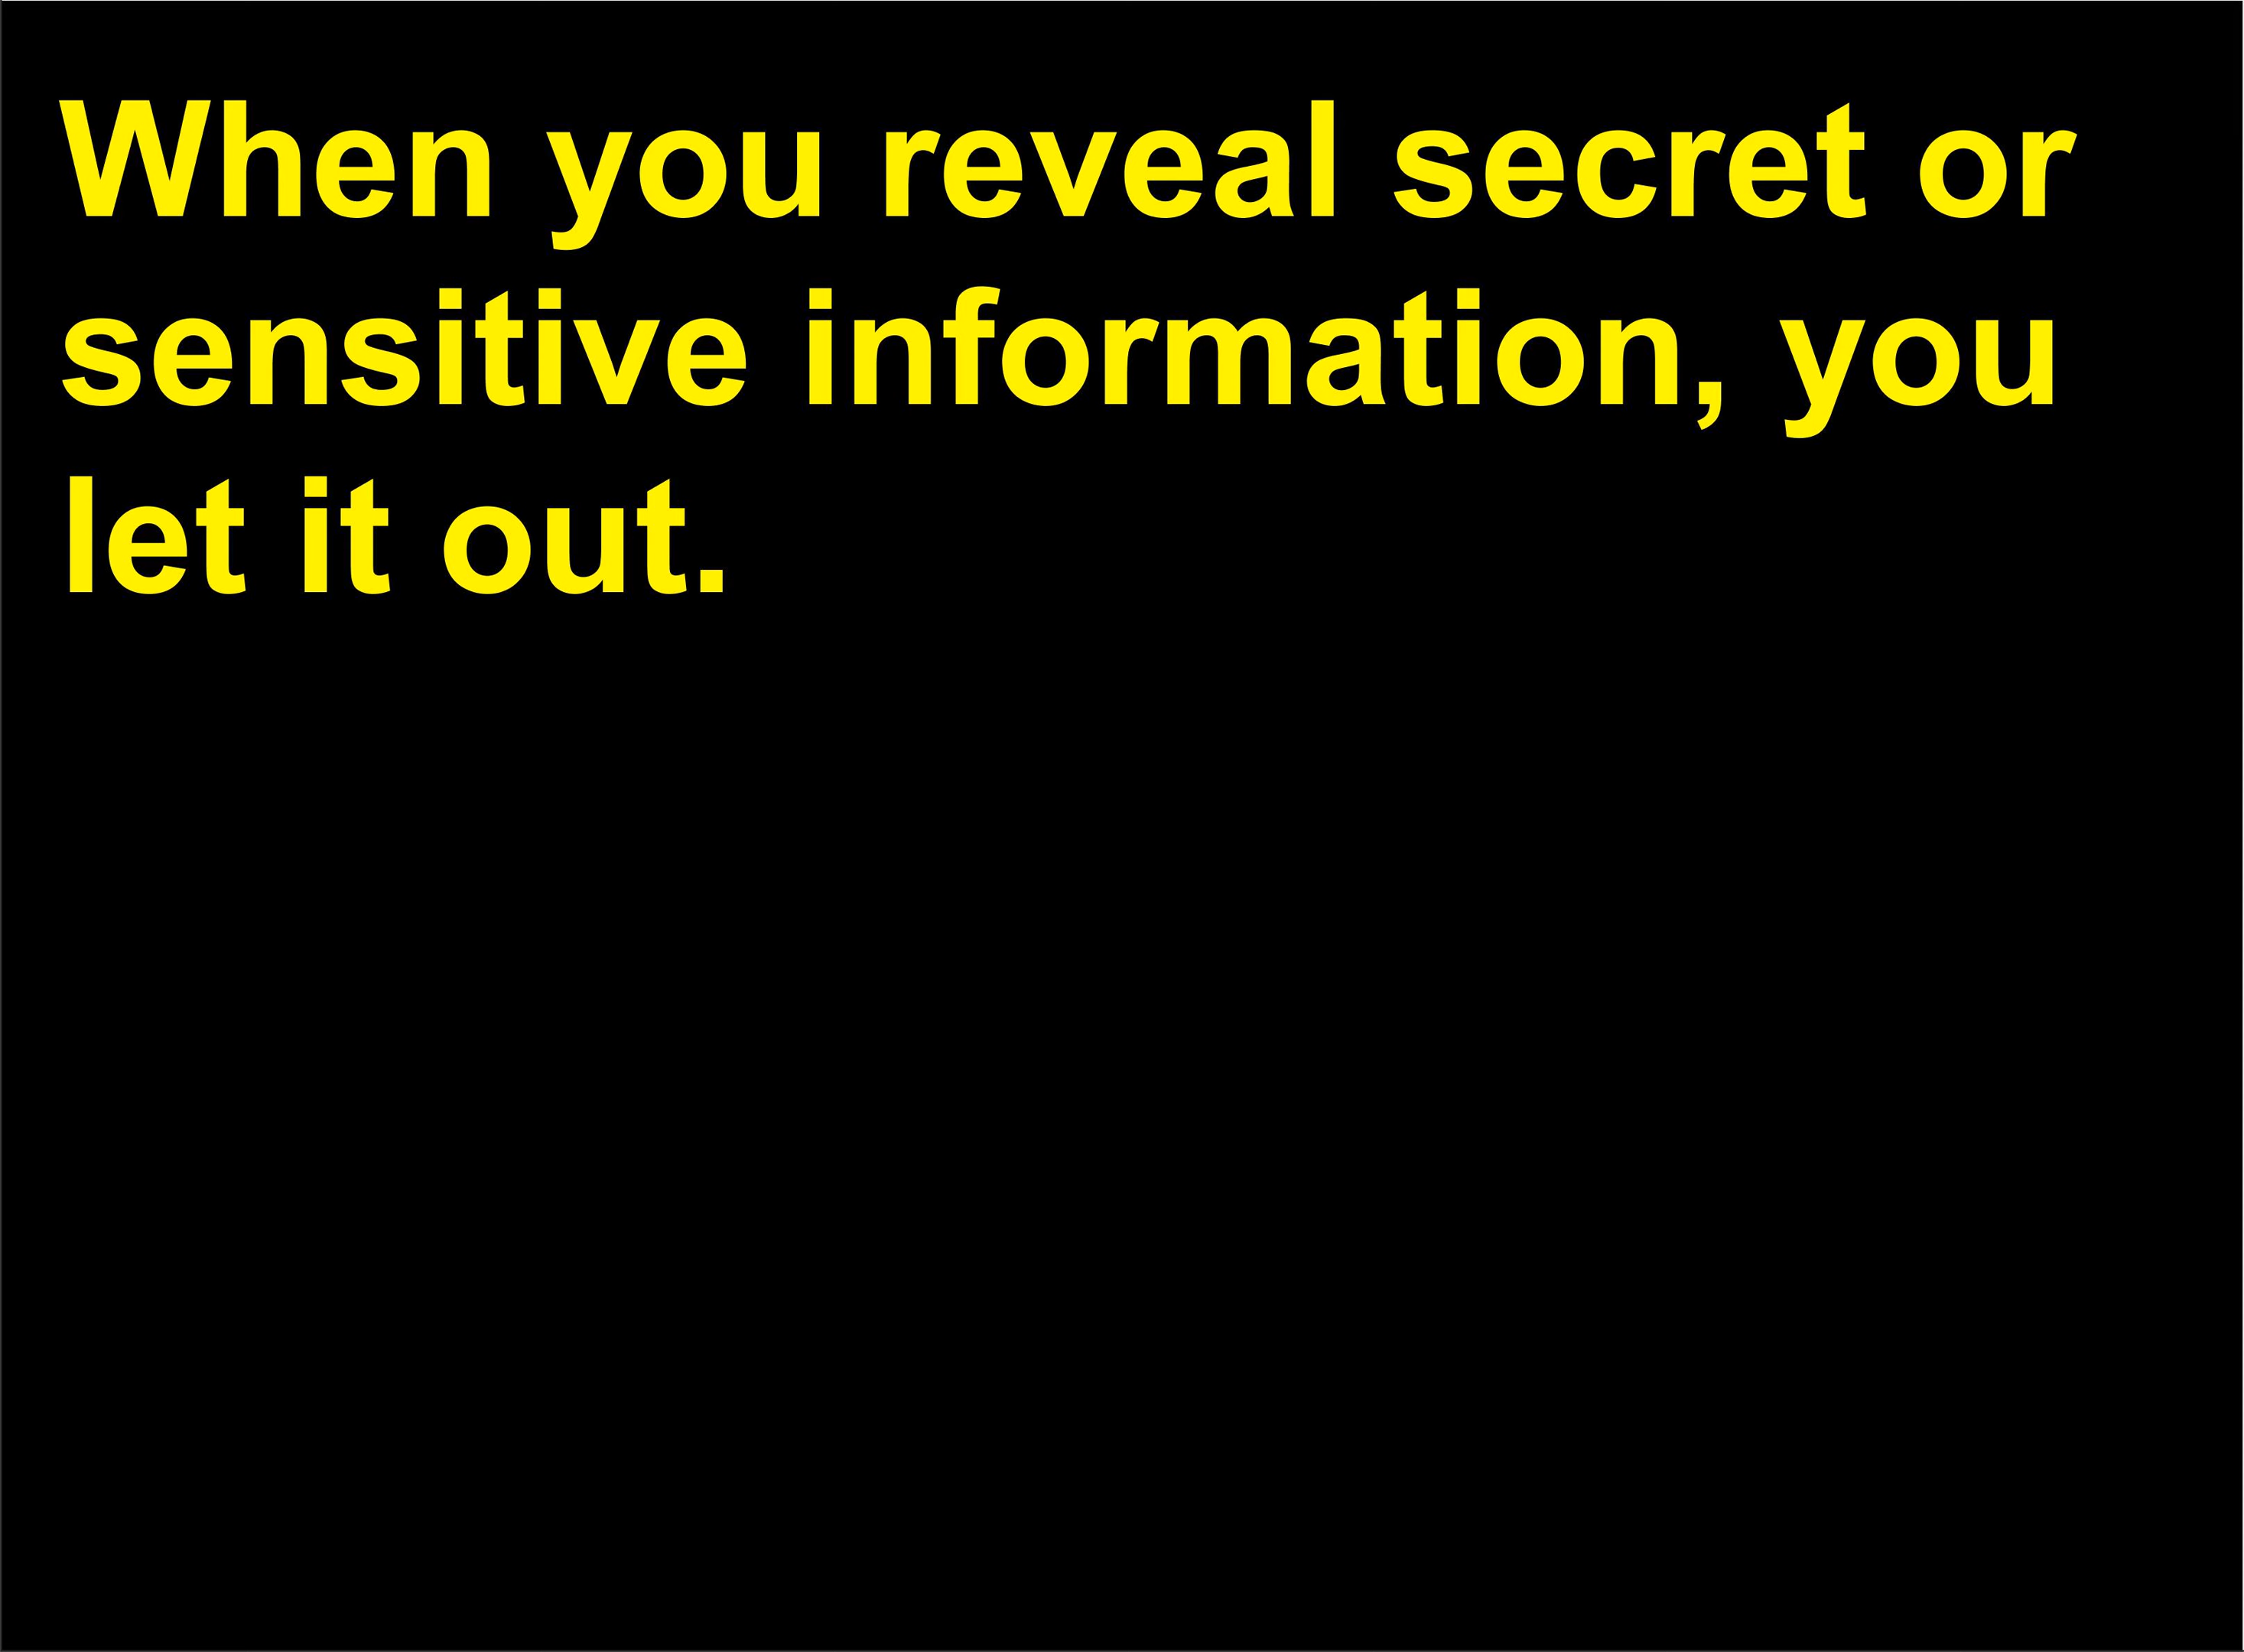 When you reveal secret or
sensitive information, you
let it out.